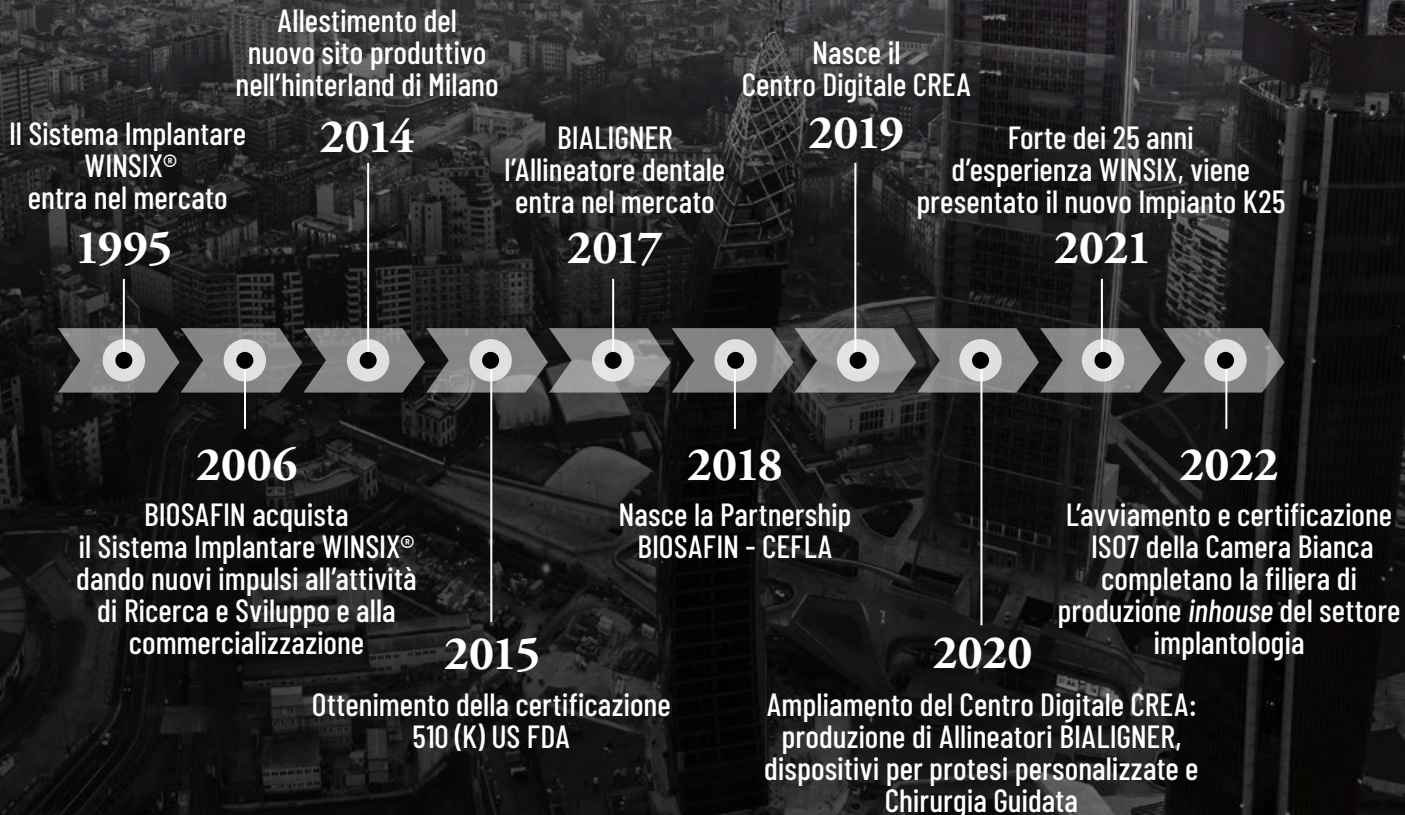 Il Sistema Implantare
WINSIX®
entra nel mercato
1995
2006
BIOSAFIN acquista
il Sistema Implantare WINSIX®
dando nuovi impulsi all'attività
di Ricerca e Sviluppo e alla
commercializzazione
Allestimento del
nuovo sito produttivo
nell'hinterland di Milano
2014
2015
Ottenimento della certificazione
510 (K) US FDA
BIALIGNER
l'Allineatore dentale
entra nel mercato
2017
2018
Nasce la Partnership
BIOSAFIN - CEFLA
Nasce il
Centro Digitale CREA
2019
2020
Ampliamento del Centro Digitale CREA:
produzione di Allineatori BIALIGNER,
dispositivi per protesi personalizzate e
Chirurgia Guidata
Forte dei 25 anni
d'esperienza WINSIX, viene
presentato il nuovo Impianto K25
2021
2022
L'avviamento e certificazione
ISO7 della Camera Bianca
completano la filiera di
produzione inhouse del settore
implantologia